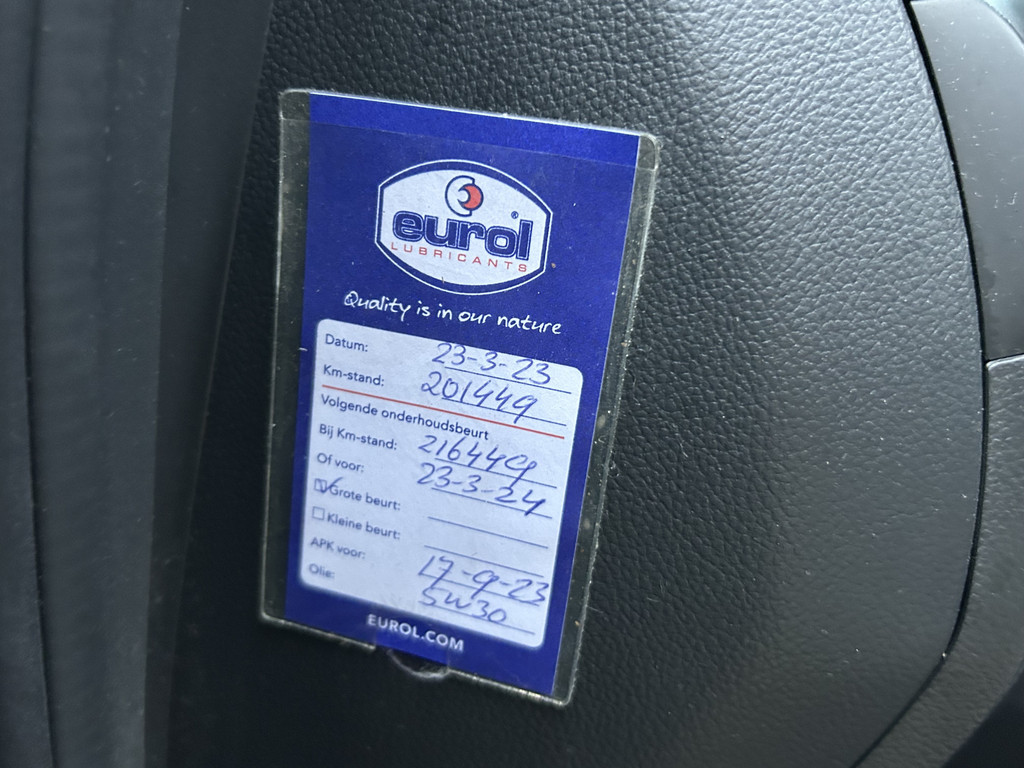 eurol®
LUBRICANTS
Quality is in our nature
Datum: 23-3-23
Km-stand: 201449
Volgende onderhoudsbeurt
Bij Km-stand: 216449
Of voor: 23-3-24
Grote beurt:
Kleine beurt:
APK voor: 17-9-23
Olie: 5W30
EUROL.COM